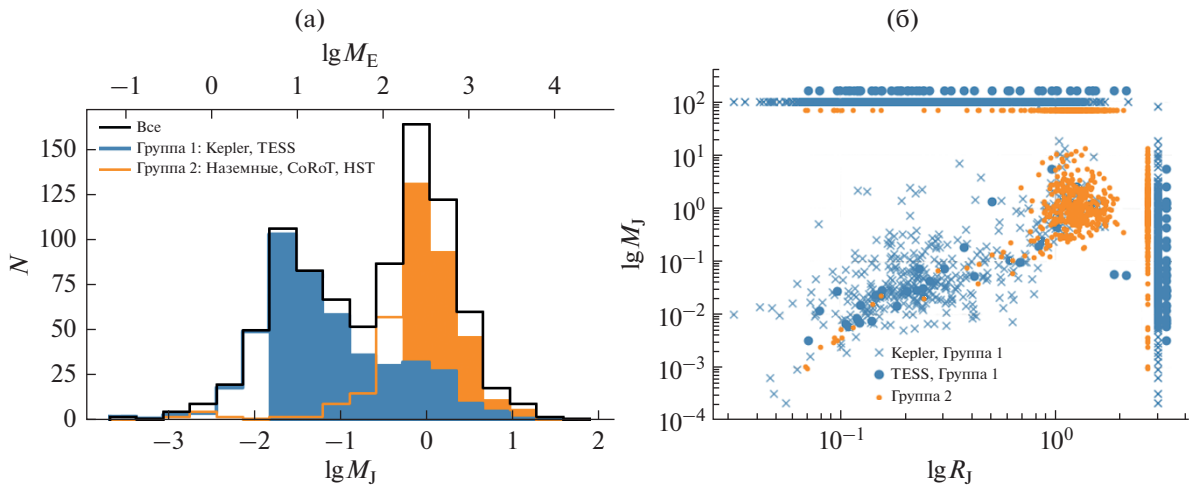 (а)
lg M_E
−1 0 1 2 3 4
Все
Группа 1: Kepler, TESS
Группа 2: Наземные, CoRoT, HST
150
125
100
75
50
25
0
N
−3 −2 −1 0 1 2
lg M_J
(б)
10^2
10^1
10^0
10^−1
10^−2
10^−3
10^−4
lg M_J
Kepler, Группа 1
TESS, Группа 1
Группа 2
10^−1 10^0
lg R_J